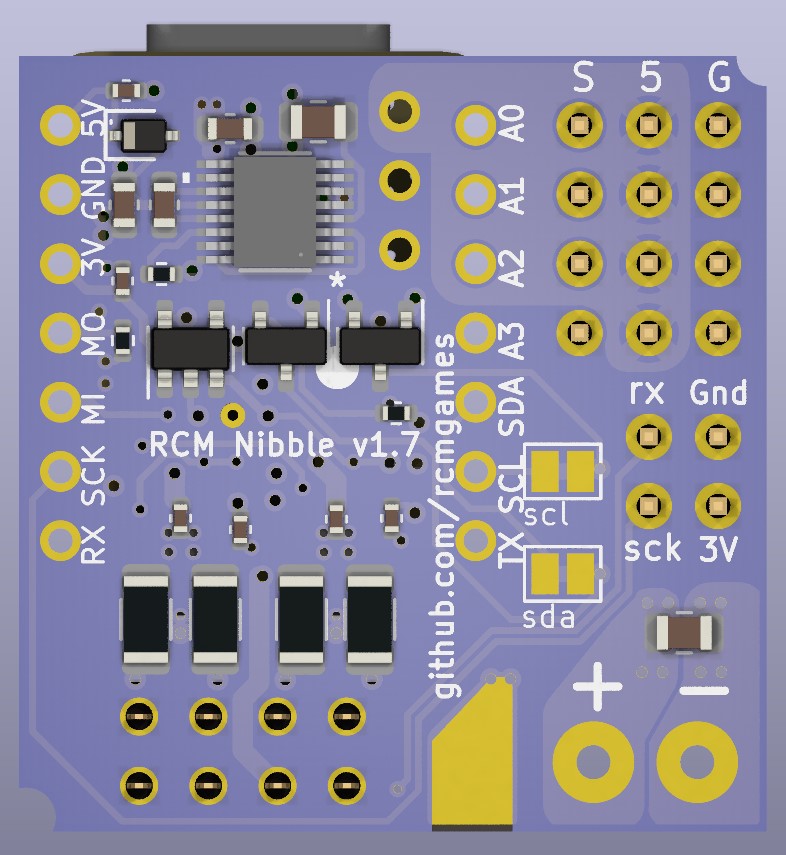 S 5 G
5V
GND
3V
MO
MI
SCK
RX
A0
A1
A2
A3
SDA
SCL
TX
*
RCM Nibble v1.7
github.com/rcmgames
rx Gnd
sck 3V
scl
sda
+ −